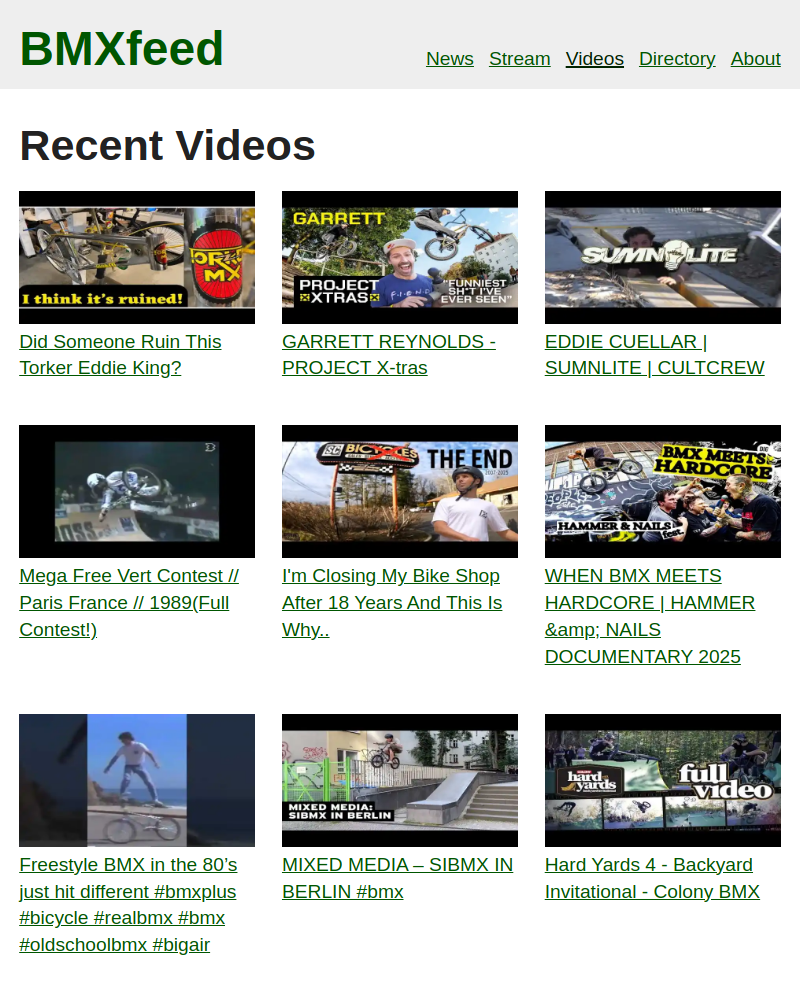 BMXfeed
News Stream Videos Directory About
Recent Videos
TORKER
MX
I think it's ruined!
GARRETT
PROJECT
XTRAS
"FUNNIEST
SH*T I'VE
EVER SEEN"
SUMNLITE
Did Someone Ruin This
Torker Eddie King?
GARRETT REYNOLDS -
PROJECT X-tras
EDDIE CUELLAR |
SUMNLITE | CULTCREW
SC BICYCLES
THE END
2007-2025
BMX MEETS
HARDCORE
DIG
HAMMER & NAILS
fest.
Mega Free Vert Contest //
Paris France // 1989(Full
Contest!)
I'm Closing My Bike Shop
After 18 Years And This Is
Why..
WHEN BMX MEETS
HARDCORE | HAMMER
&amp; NAILS
DOCUMENTARY 2025
MIXED MEDIA:
SIBMX IN BERLIN
hard
yards
full
video
Freestyle BMX in the 80’s
just hit different #bmxplus
#bicycle #realbmx #bmx
#oldschoolbmx #bigair
MIXED MEDIA – SIBMX IN
BERLIN #bmx
Hard Yards 4 - Backyard
Invitational - Colony BMX